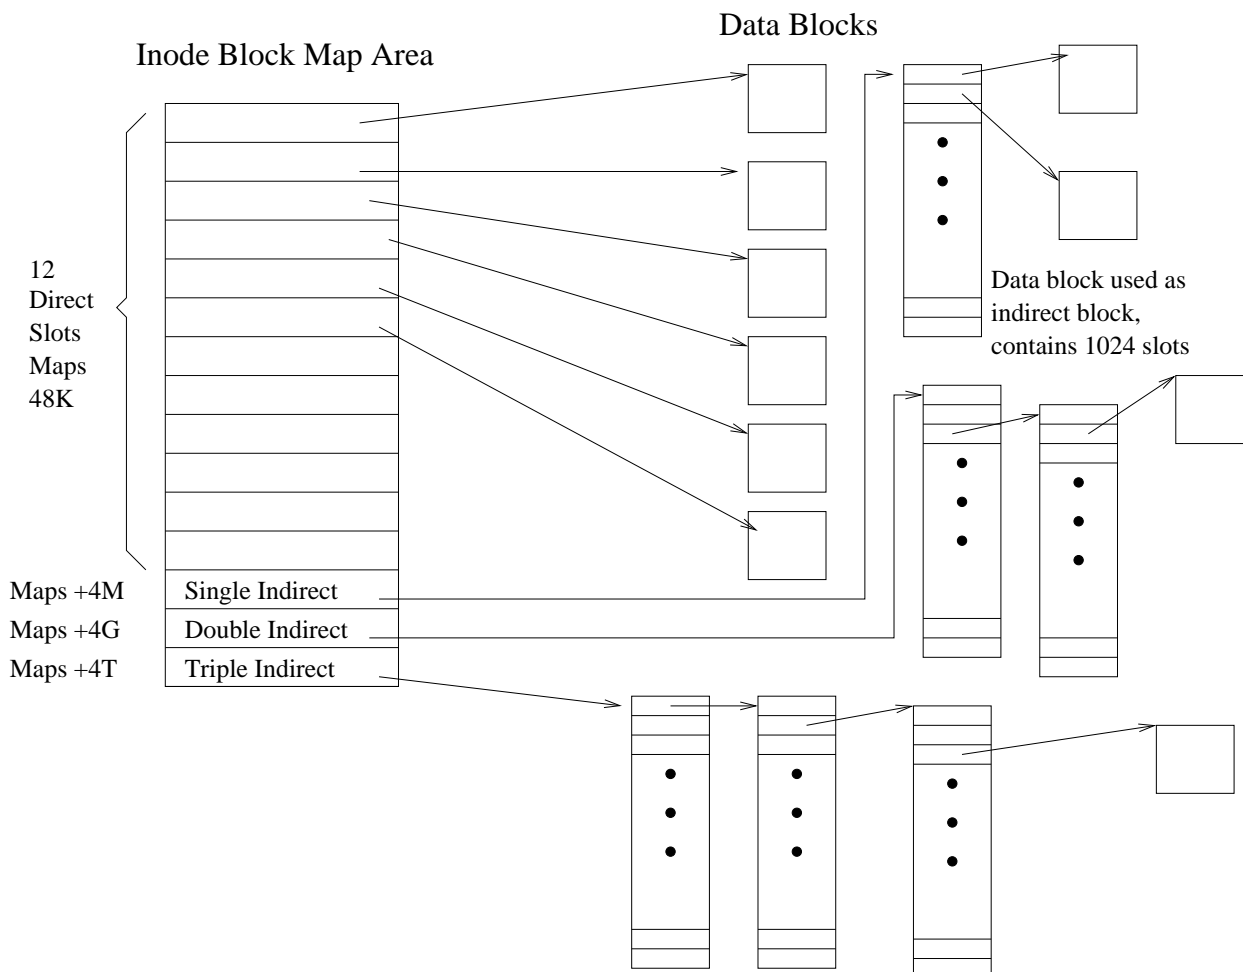 Data Blocks
Inode Block Map Area
12
Direct
Slots
Maps
48K
Data block used as
indirect block,
contains 1024 slots
Maps +4M
Single Indirect
Maps +4G
Double Indirect
Maps +4T
Triple Indirect